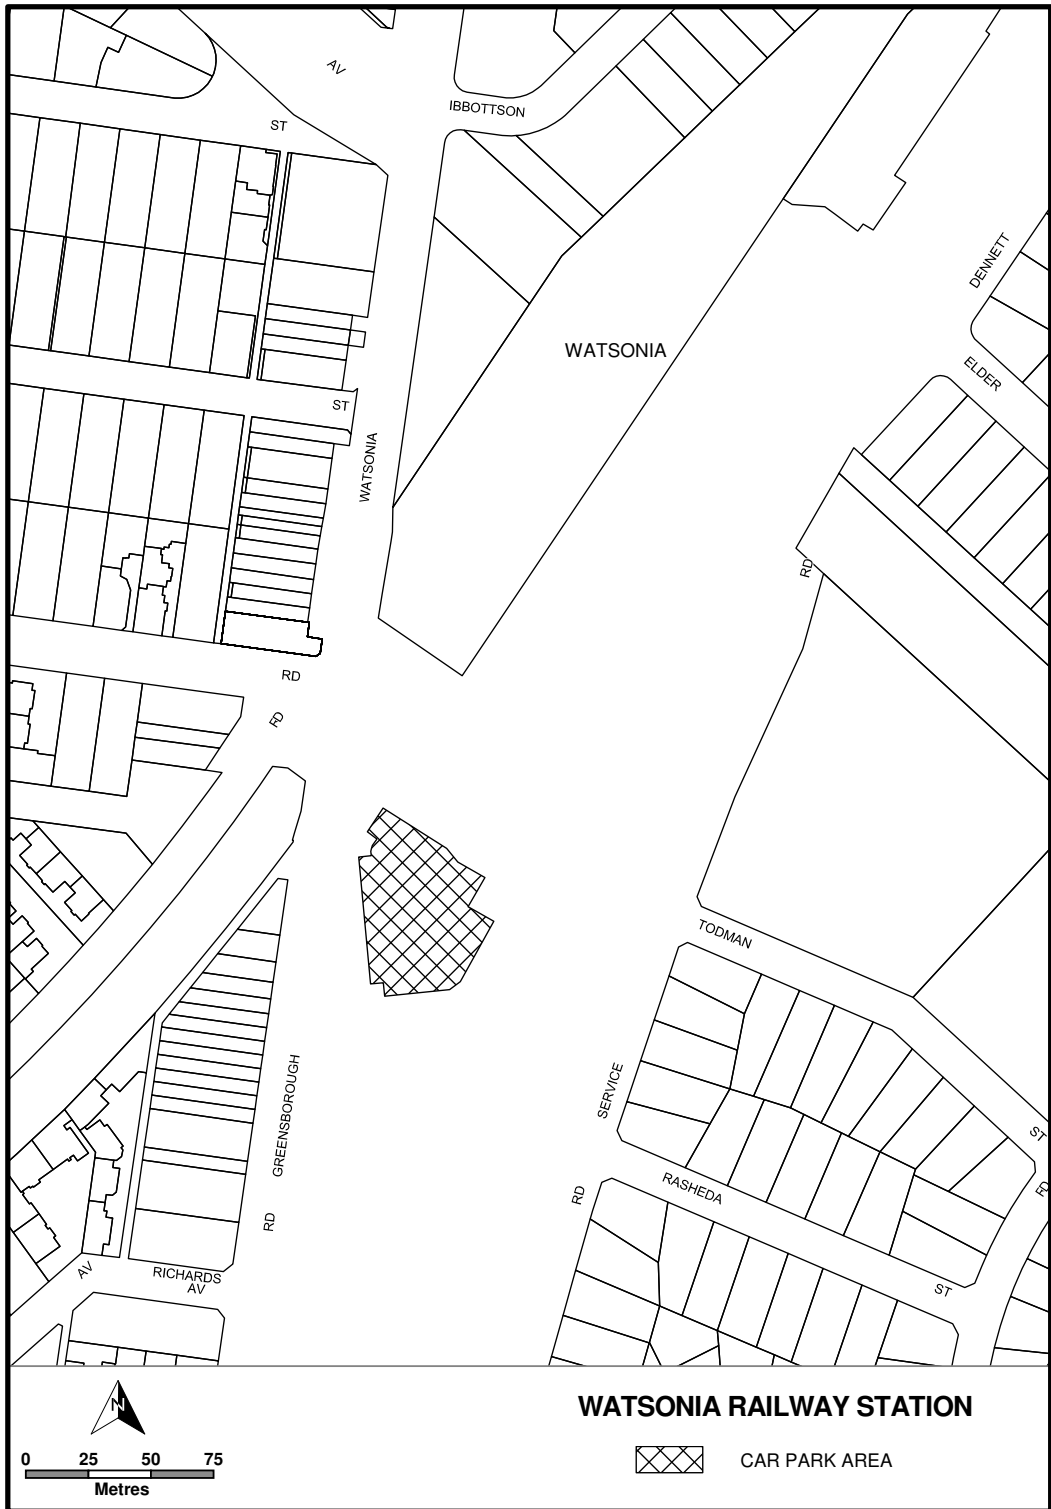 AV
IBBOTTSON
ST
DENNETT
WATSONIA
ELDER
ST
WATSONIA
RD
RD
RD
TODMAN
SERVICE
GREENSBOROUGH
ST
RD
RASHEDA
RD
RD
AV
RICHARDS
AV
ST
N
WATSONIA RAILWAY STATION
CAR PARK AREA
0 25 50 75
Metres